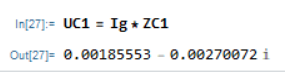 In[27]:= UC1 = Ig * ZC1
Out[27]= 0.00185553 - 0.00270072 i